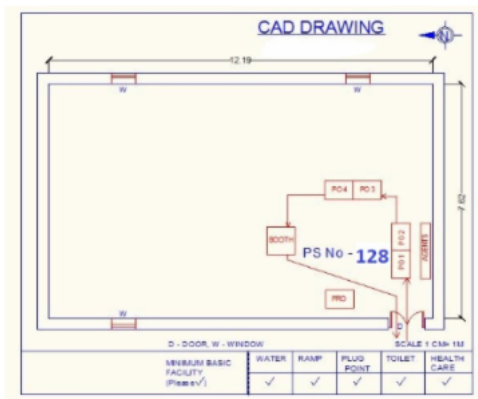 CAD DRAWING
N
12.19
W W
7.62
PO4 PO3
BOOTH
PS No - 128
PO2
PO1
AGENTS
PRO
W
D
D - DOOR, W - WINDOW
SCALE 1 CM= 1M
MINIMUM BASIC
FACILITY
(Please✓)
WATER RAMP PLUG
POINT TOILET HEALTH
CARE
✓ ✓ ✓ ✓ ✓